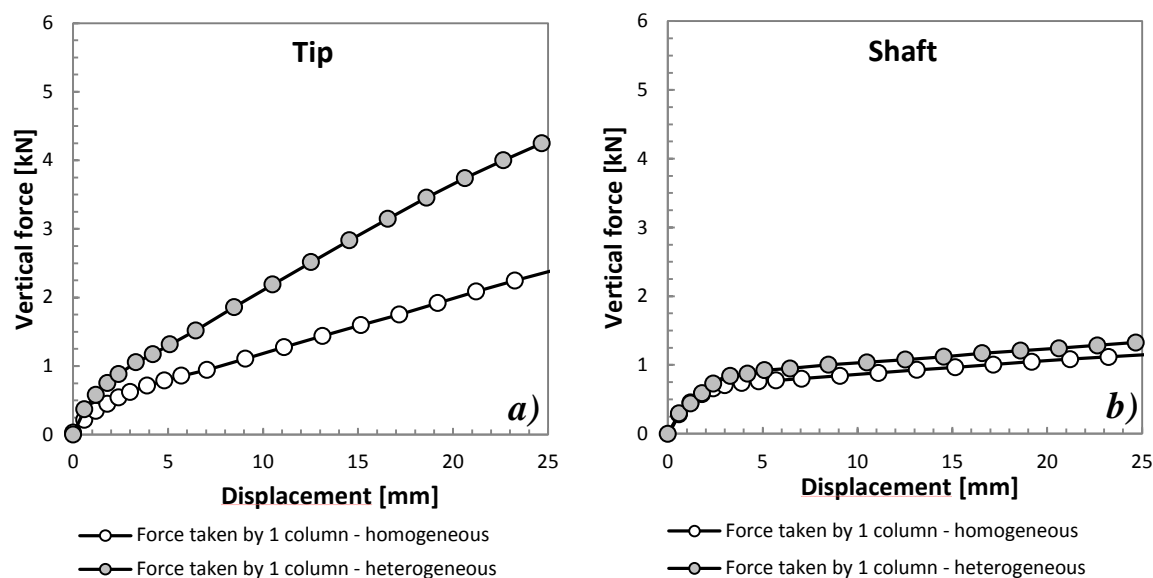 Tip
Vertical force [kN]
6
5
4
3
2
1
0
0 5 10 15 20 25
a)
Displacement [mm]
Force taken by 1 column - homogeneous
Force taken by 1 column - heterogeneous
Shaft
Vertical force [kN]
6
5
4
3
2
1
0
0 5 10 15 20 25
b)
Displacement [mm]
Force taken by 1 column - homogeneous
Force taken by 1 column - heterogeneous